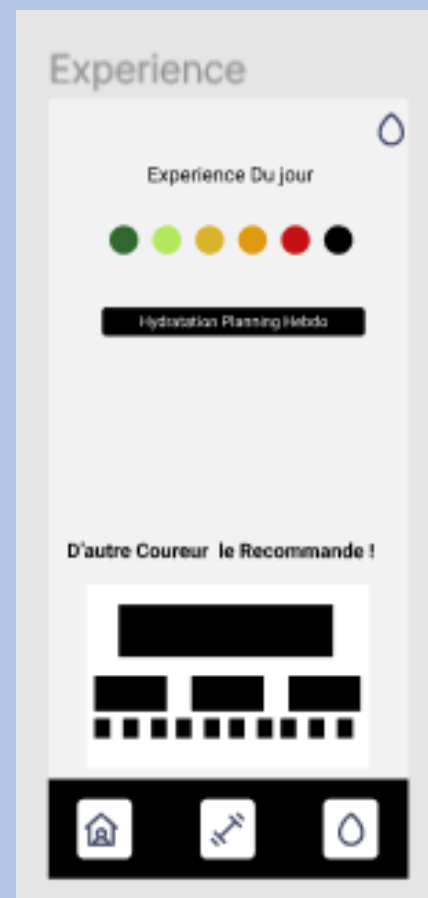 Experience
Experience Du jour
Hydratation Planning Hebdo
D'autre Coureur le Recommande !